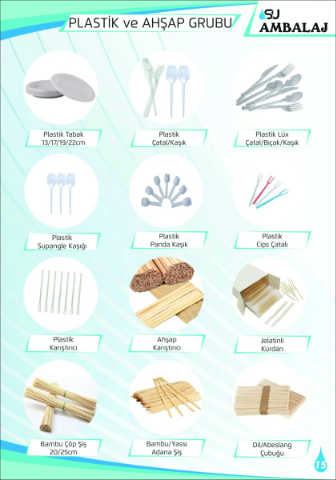 PLASTİK ve AHŞAP GRUBU
SU
AMBALAJ
Plastik Tabak
13/17/19/22cm
Plastik
Çatal/Kaşık
Plastik Lüx
Çatal/Bıçak/Kaşık
Plastik
Supangle Kaşığı
Plastik
Panda Kaşık
Plastik
Cips Çatalı
Plastik
Karıştırıcı
Ahşap
Karıştırıcı
Jelatinli
Kürdan
Bambu Çöp Şiş
20/25cm
Bambu/Yassı
Adana Şiş
Dil/Abeslang
Çubuğu
15